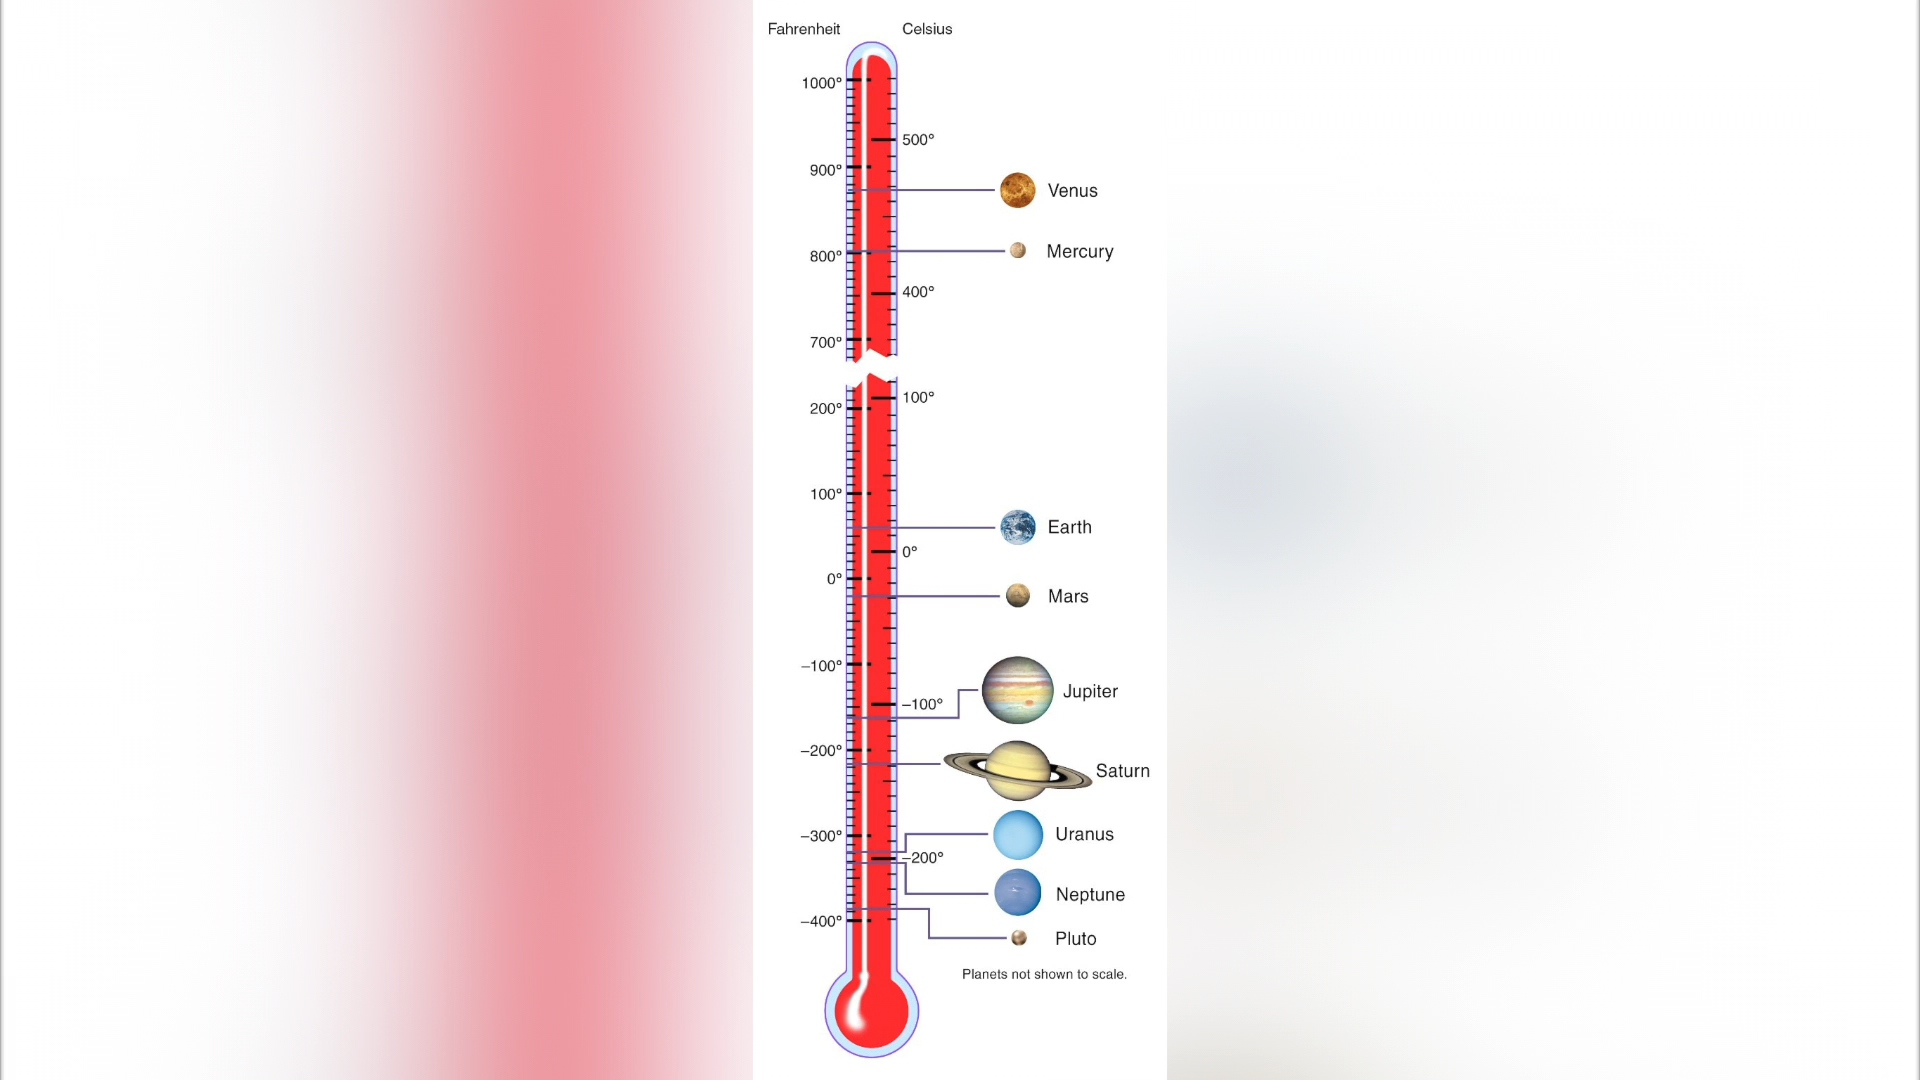 Fahrenheit Celsius
1000°
500°
900°
Venus
800°
Mercury
400°
700°
100°
200°
100°
Earth
0°
0°
Mars
–100°
Jupiter
–100°
–200°
Saturn
–300°
Uranus
–200°
Neptune
–400°
Pluto
Planets not shown to scale.